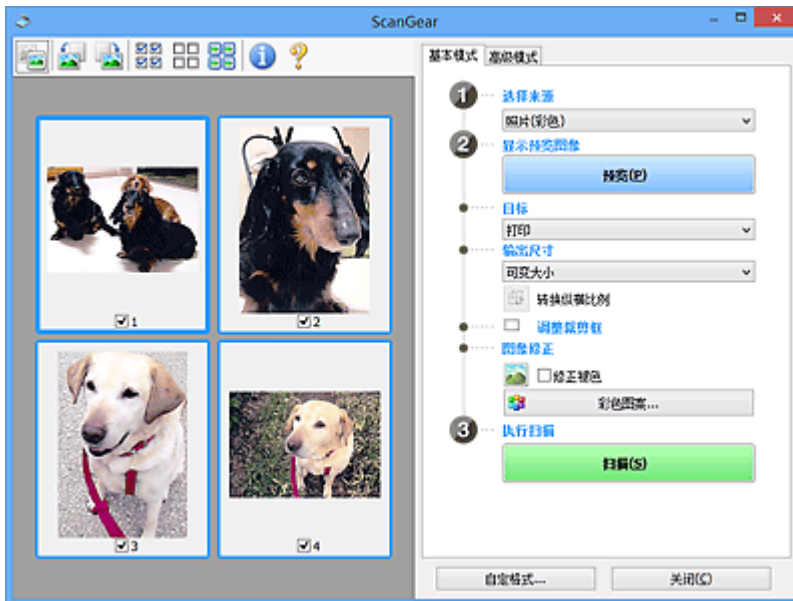 ScanGear
基本模式 高级模式
1 选择来源
照片(彩色)
2 显示预览图像
预览(P)
目标
打印
输出尺寸
可变大小
转换纵横比例
调整裁剪框
图像修正
修正褪色
彩色图案...
3 执行扫描
扫描(S)
1
2
3
4
自定格式...
关闭(C)